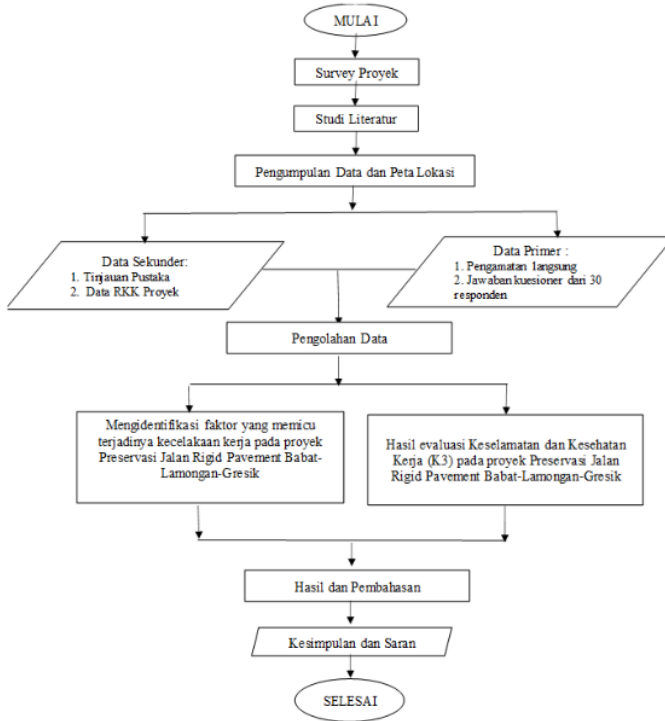 MULAI
Survey Proyek
Studi Literatur
Pengumpulan Data dan Peta Lokasi
Data Sekunder:
1. Tinjauan Pustaka
2. Data RKK Proyek
Data Primer :
1. Pengamatan langsung
2. Jawaban kuesioner dari 30
responden
Pengolahan Data
Mengidentifikasi faktor yang memicu
terjadinya kecelakaan kerja pada proyek
Preservasi Jalan Rigid Pavement Babat-
Lamongan-Gresik
Hasil evaluasi Keselamatan dan Kesehatan
Kerja (K3) pada proyek Preservasi Jalan
Rigid Pavement Babat-Lamongan-Gresik
Hasil dan Pembahasan
Kesimpulan dan Saran
SELESAI